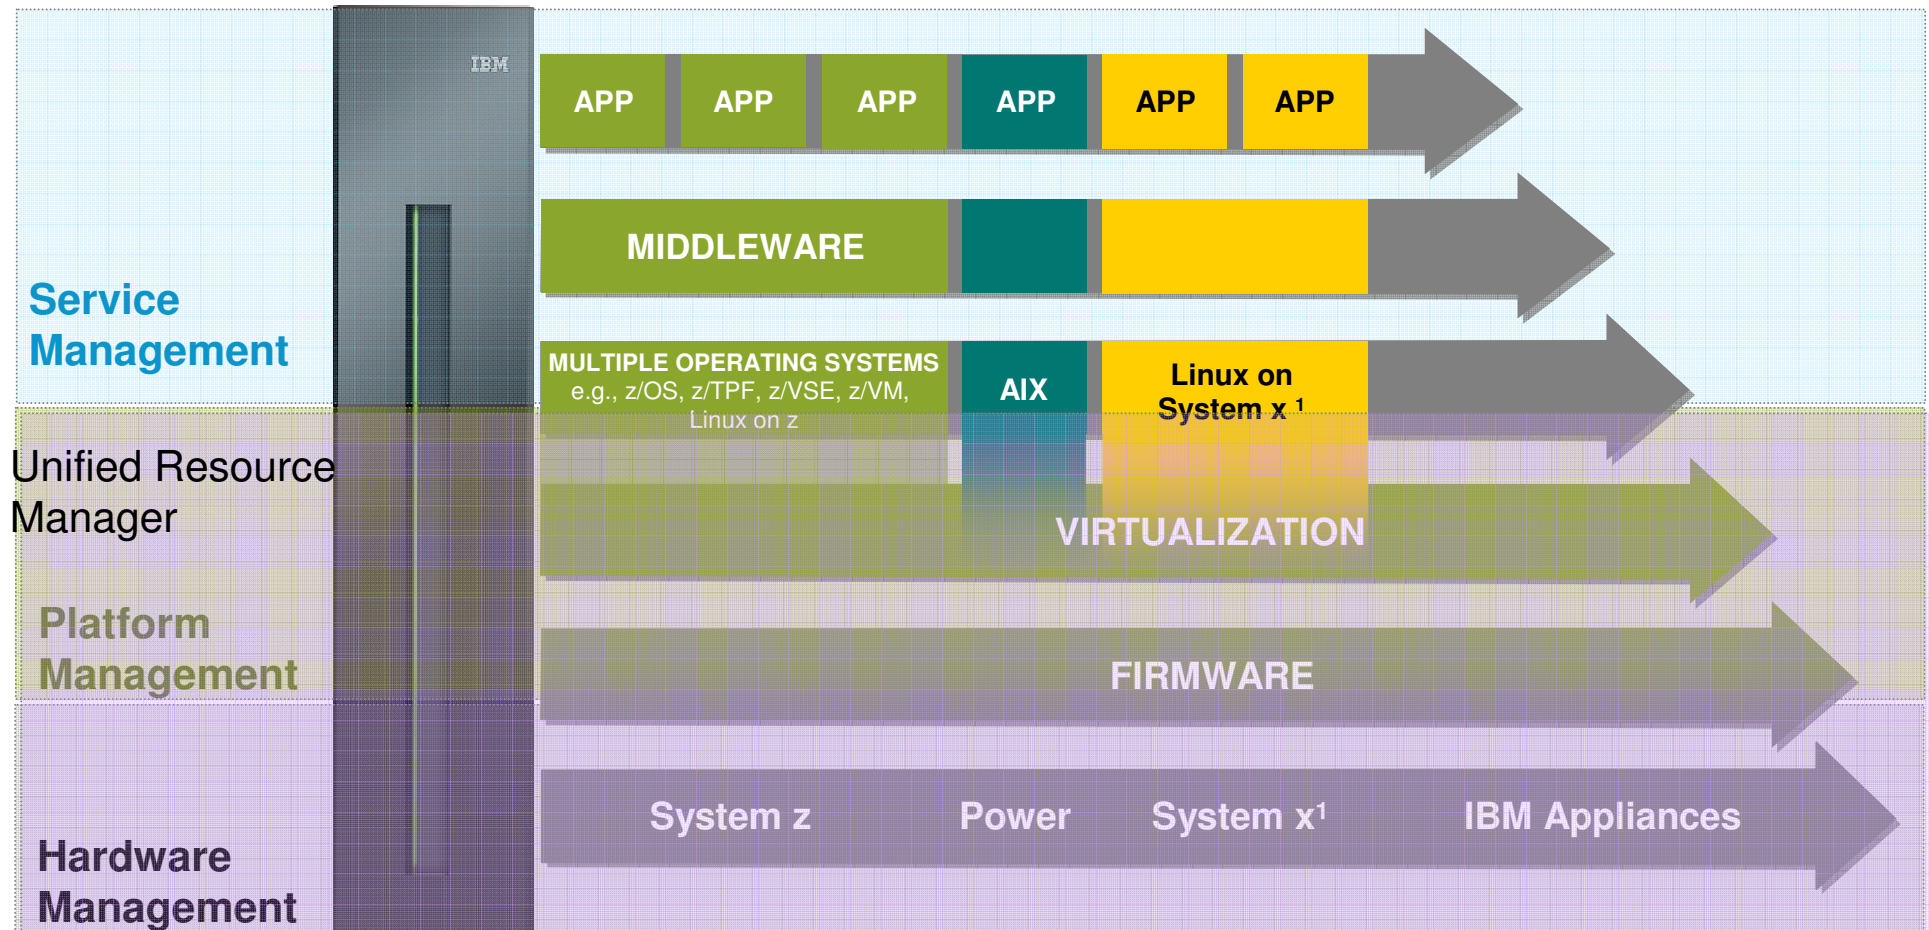 IBM
APP APP APP APP APP APP
MIDDLEWARE
Service
Management
MULTIPLE OPERATING SYSTEMS
e.g., z/OS, z/TPF, z/VSE, z/VM,
Linux on z
AIX
Linux on
System x ¹
Unified Resource
Manager
VIRTUALIZATION
Platform
Management
FIRMWARE
System z Power System x¹ IBM Appliances
Hardware
Management